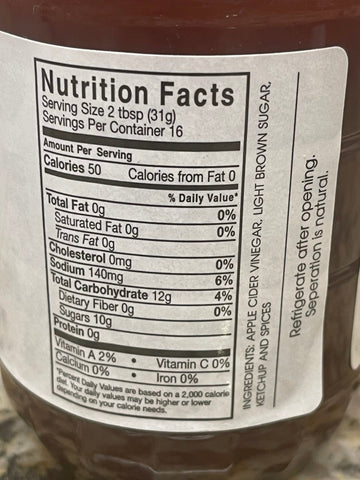 Nutrition Facts
Serving Size 2 tbsp (31g)
Servings Per Container 16
Amount Per Serving
Calories 50 Calories from Fat 0
% Daily Value*
Total Fat 0g 0%
Saturated Fat 0g 0%
Trans Fat 0g
Cholesterol 0mg 0%
Sodium 140mg 6%
Total Carbohydrate 12g 4%
Dietary Fiber 0g 0%
Sugars 10g
Protein 0g
Vitamin A 2% • Vitamin C 0%
Calcium 0% • Iron 0%
*Percent Daily Values are based on a 2,000 calorie
diet. Your daily values may be higher or lower
depending on your calorie needs.
INGREDIENTS: APPLE CIDER VINEGAR, LIGHT BROWN SUGAR,
KETCHUP AND SPICES
Refrigerate after opening.
Seperation is natural.